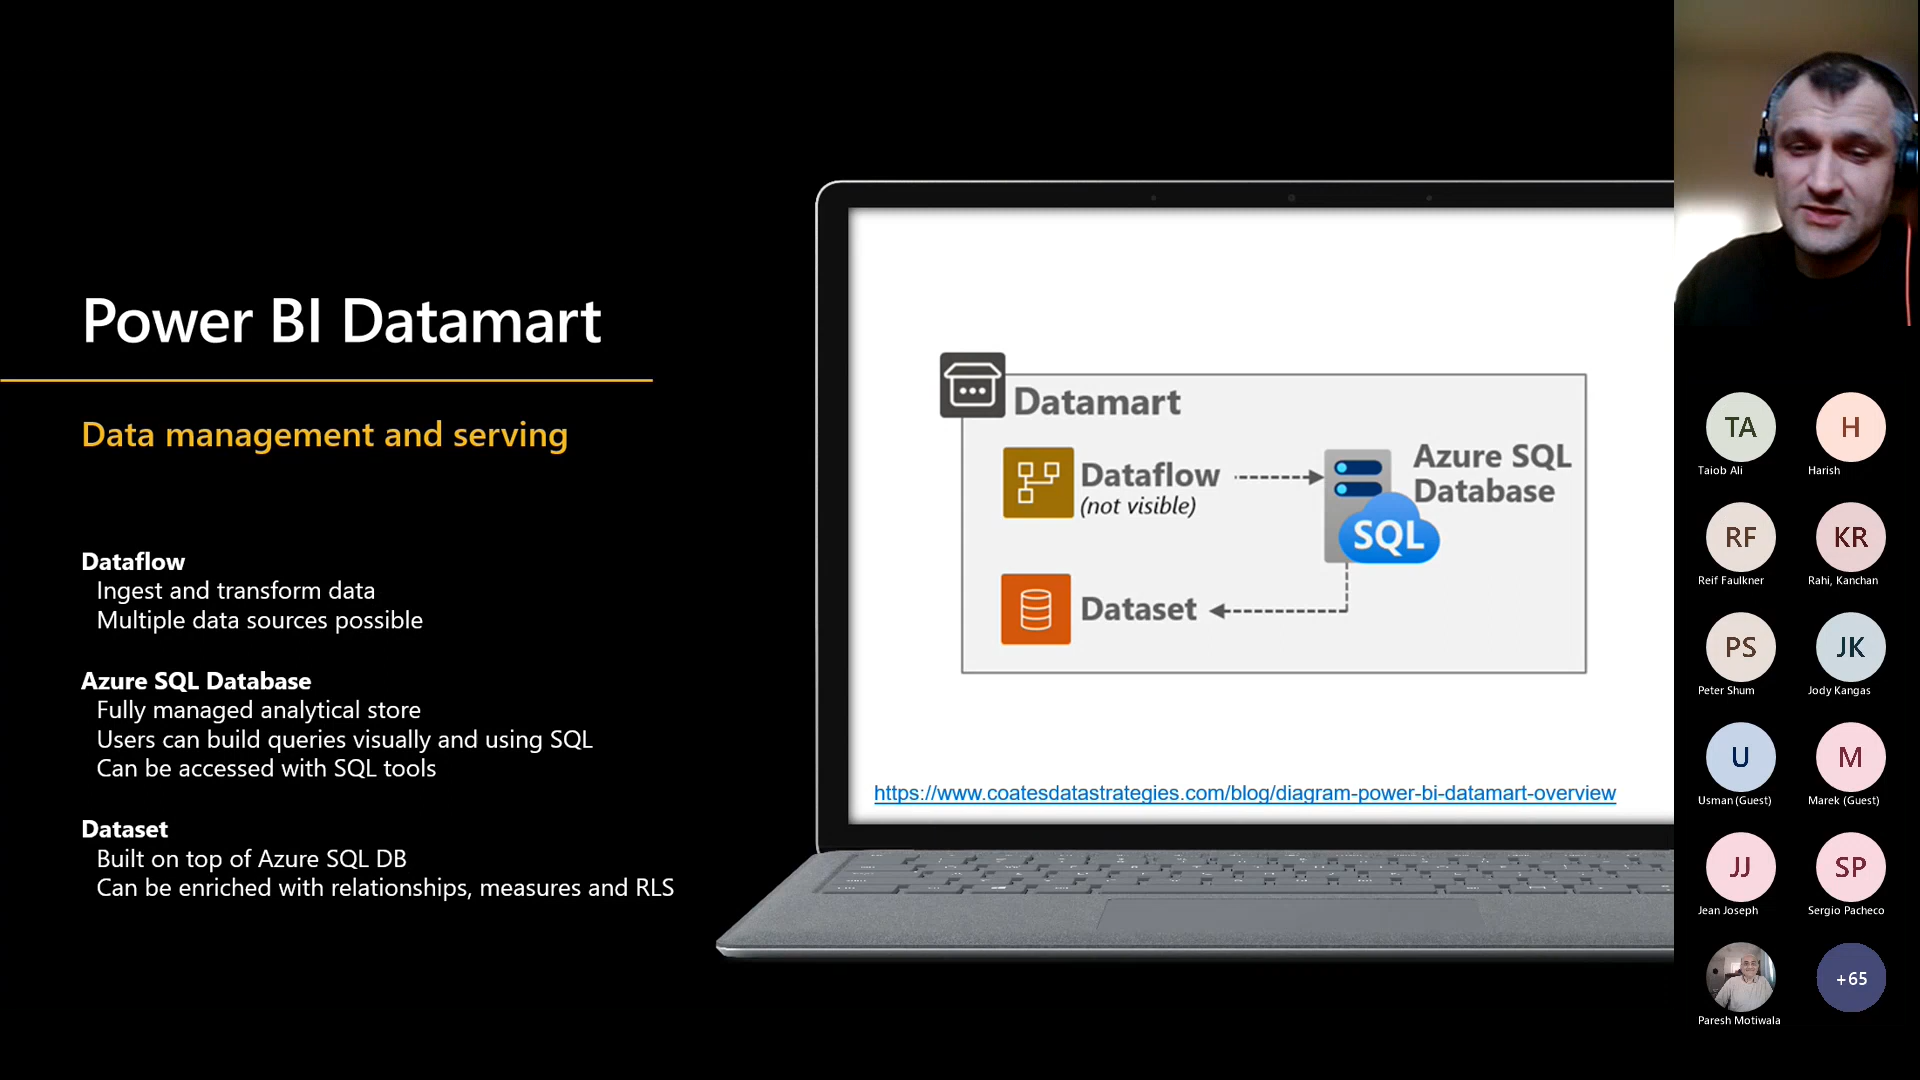 Power BI Datamart
Data management and serving
Dataflow
Ingest and transform data
Multiple data sources possible
Azure SQL Database
Fully managed analytical store
Users can build queries visually and using SQL
Can be accessed with SQL tools
Dataset
Built on top of Azure SQL DB
Can be enriched with relationships, measures and RLS
Datamart
Dataflow
(not visible)
Azure SQL
Database
SQL
Dataset
https://www.coatesdatastrategies.com/blog/diagram-power-bi-datamart-overview
TA
Taiob Ali
H
Harish
RF
Reif Faulkner
KR
Rahi, Kanchan
PS
Peter Shum
JK
Jody Kangas
U
Usman (Guest)
M
Marek (Guest)
JJ
Jean Joseph
SP
Sergio Pacheco
Paresh Motiwala
+65